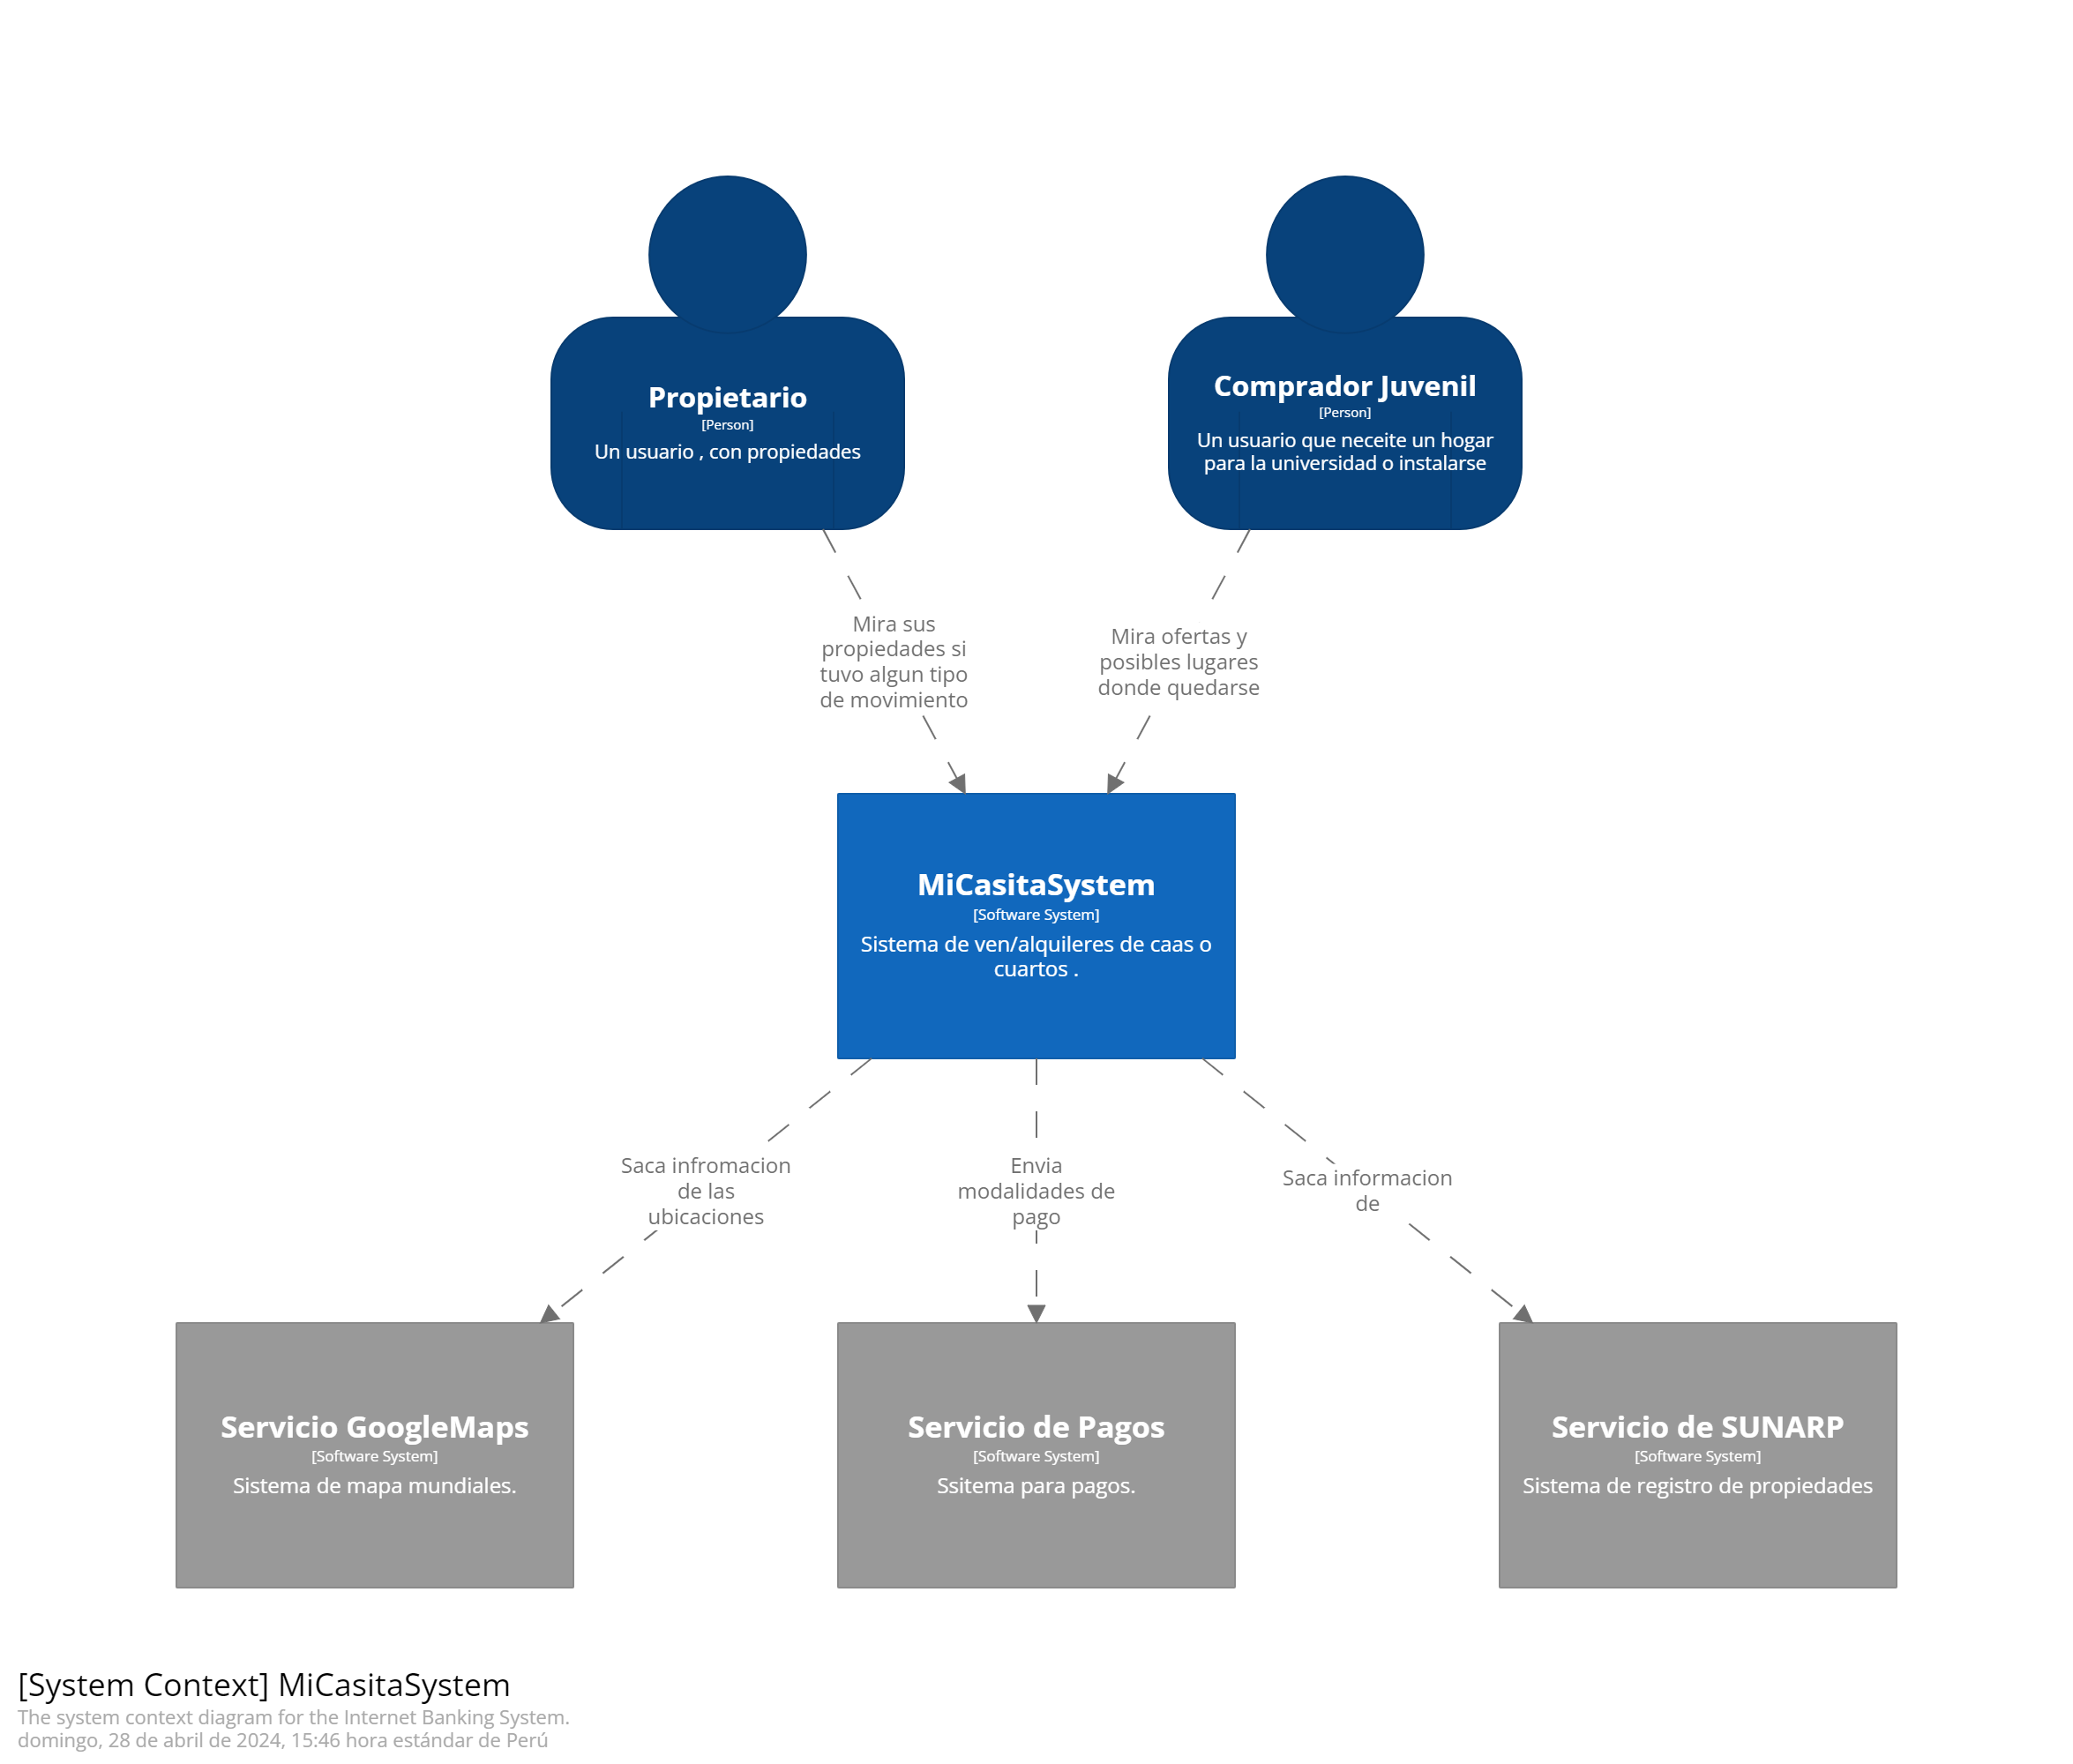 Propietario
[Person]
Un usuario , con propiedades
Comprador Juvenil
[Person]
Un usuario que neceite un hogar
para la universidad o instalarse
Mira sus
propiedades si
tuvo algun tipo
de movimiento
Mira ofertas y
posibles lugares
donde quedarse
MiCasitaSystem
[Software System]
Sistema de ven/alquileres de caas o
cuartos .
Saca infromacion
de las
ubicaciones
Envia
modalidades de
pago
Saca informacion
de
Servicio GoogleMaps
[Software System]
Sistema de mapa mundiales.
Servicio de Pagos
[Software System]
Ssitema para pagos.
Servicio de SUNARP
[Software System]
Sistema de registro de propiedades
[System Context] MiCasitaSystem
The system context diagram for the Internet Banking System.
domingo, 28 de abril de 2024, 15:46 hora estándar de Perú